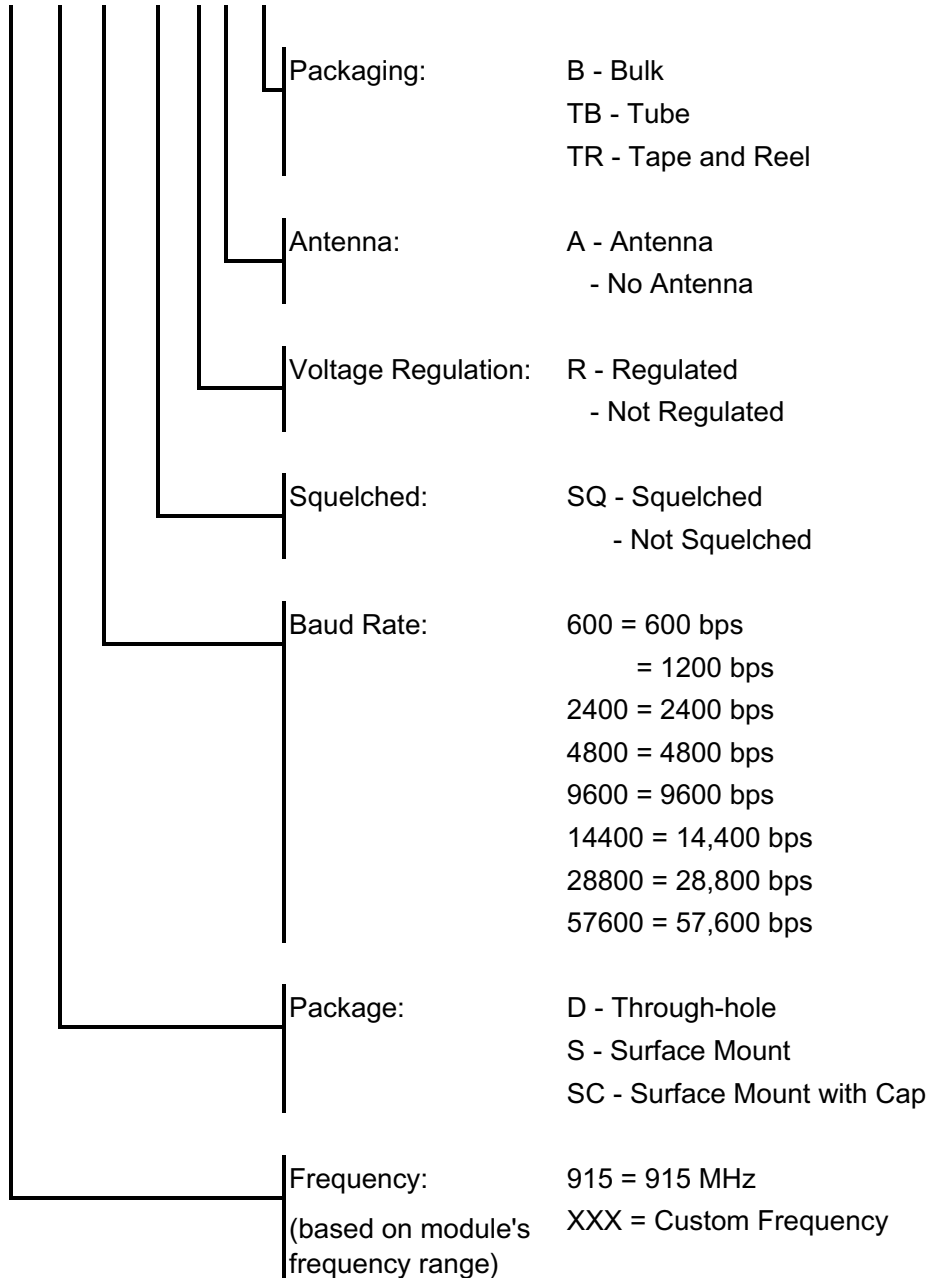 Packaging: B - Bulk
TB - Tube
TR - Tape and Reel
Antenna: A - Antenna
- No Antenna
Voltage Regulation: R - Regulated
- Not Regulated
Squelched: SQ - Squelched
- Not Squelched
Baud Rate: 600 = 600 bps
= 1200 bps
2400 = 2400 bps
4800 = 4800 bps
9600 = 9600 bps
14400 = 14,400 bps
28800 = 28,800 bps
57600 = 57,600 bps
Package: D - Through-hole
S - Surface Mount
SC - Surface Mount with Cap
Frequency: 915 = 915 MHz
(based on module's XXX = Custom Frequency
frequency range)